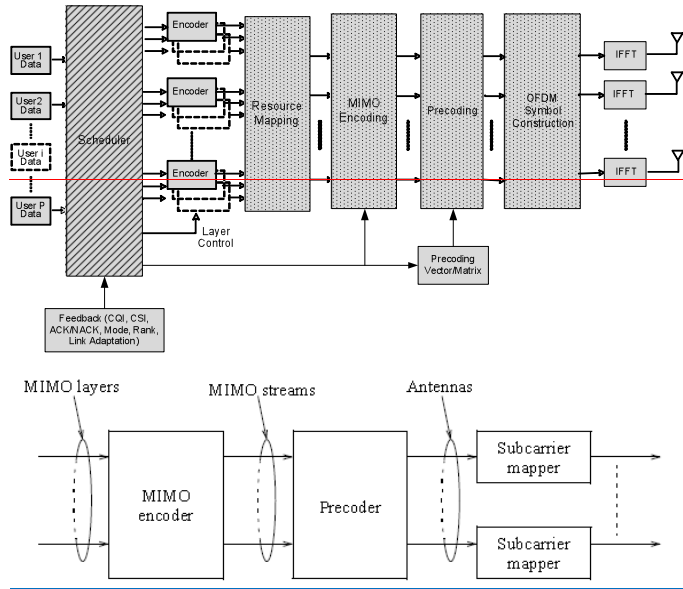 User 1
Data
User2
Data
User i
Data
User P
Data
Scheduler
Encoder
Encoder
Encoder
Layer
Control
Resource
Mapping
MIMO
Encoding
Precoding
OFDM
Symbol
Construction
IFFT
IFFT
IFFT
Precoding
Vector/Matrix
Feedback (CQI, CSI,
ACK/NACK, Mode, Rank,
Link Adaptation)
MIMO layers
MIMO streams
Antennas
MIMO
encoder
Precoder
Subcarrier
mapper
Subcarrier
mapper